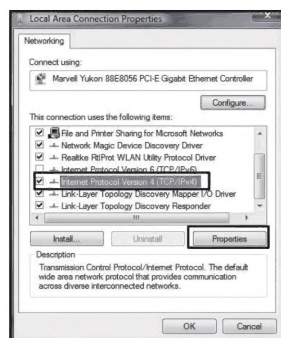 Local Area Connection Properties
Networking
Connect using:
Marvell Yukon 88E8056 PCI-E Gigabit Ethernet Controller
Configure...
This connection uses the following items:
File and Printer Sharing for Microsoft Networks
Network Magic Device Discovery Driver
Realtke RtlProt WLAN Utility Protocol Driver
Internet Protocol Version 6 (TCP/IPv6)
Internet Protocol Version 4 (TCP/IPv4)
Link-Layer Topology Discovery Mapper I/O Driver
Link-Layer Topology Discovery Responder
Install...
Uninstall
Properties
Description
Transmission Control Protocol/Internet Protocol. The default
wide area network protocol that provides communication
across diverse interconnected networks.
OK
Cancel